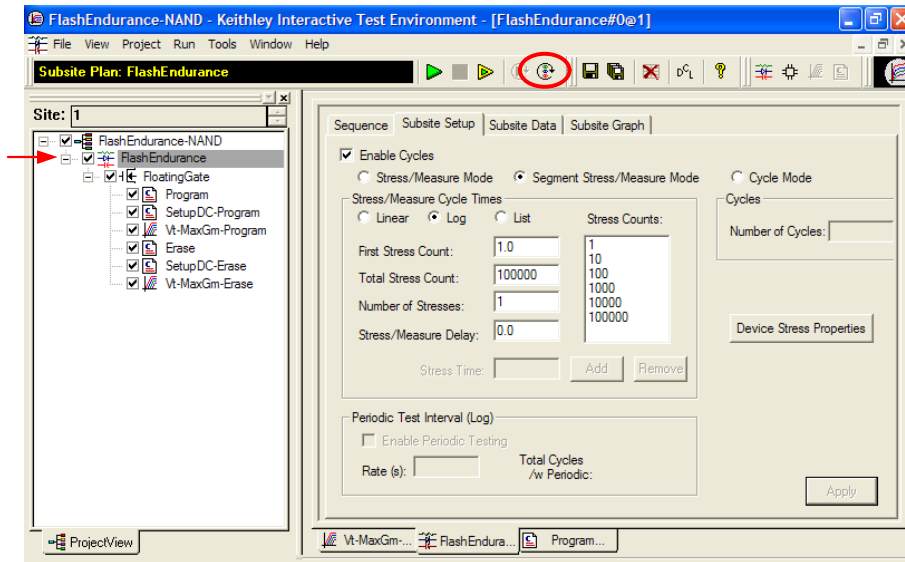 FlashEndurance-NAND - Keithley Interactive Test Environment - [FlashEndurance#0@1]
File View Project Run Tools Window Help
Subsite Plan: FlashEndurance
Site: 1
FlashEndurance-NAND
FlashEndurance
FloatingGate
Program
SetupDC-Program
Vt-MaxGm-Program
Erase
SetupDC-Erase
Vt-MaxGm-Erase
ProjectView
Sequence Subsite Setup Subsite Data Subsite Graph
Enable Cycles
Stress/Measure Mode Segment Stress/Measure Mode Cycle Mode
Stress/Measure Cycle Times
Linear Log List Stress Counts:
First Stress Count: 1.0
Total Stress Count: 100000
Number of Stresses: 1
Stress/Measure Delay: 0.0
1
10
100
1000
10000
100000
Stress Time: Add Remove
Cycles
Number of Cycles:
Device Stress Properties
Periodic Test Interval (Log)
Enable Periodic Testing
Rate (s):
Total Cycles
/w Periodic:
Apply
Vt-MaxGm-... FlashEndura... Program...